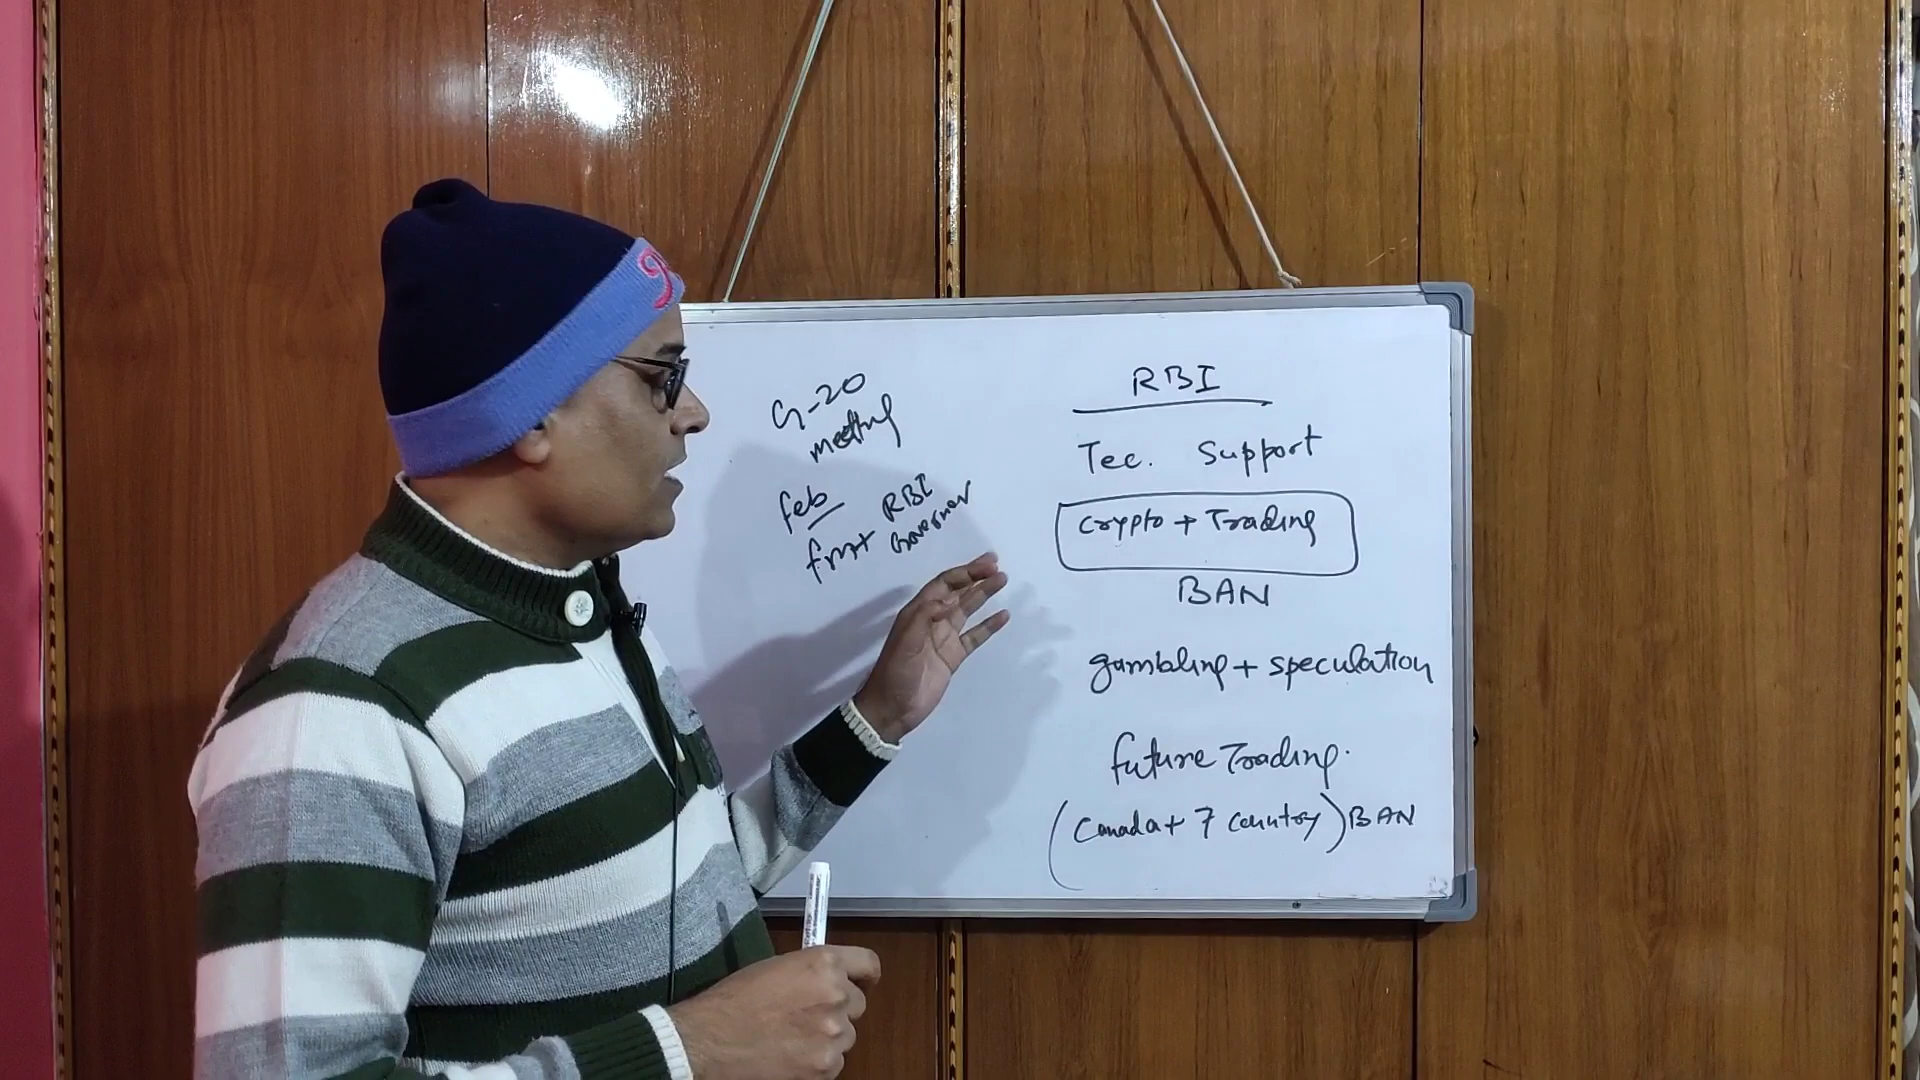 G-20
meeting
feb
first RBI
Governor
RBI
Tec. Support
Crypto + Trading
BAN
gambling + speculation
future Trading.
(Canada + 7 country) BAN